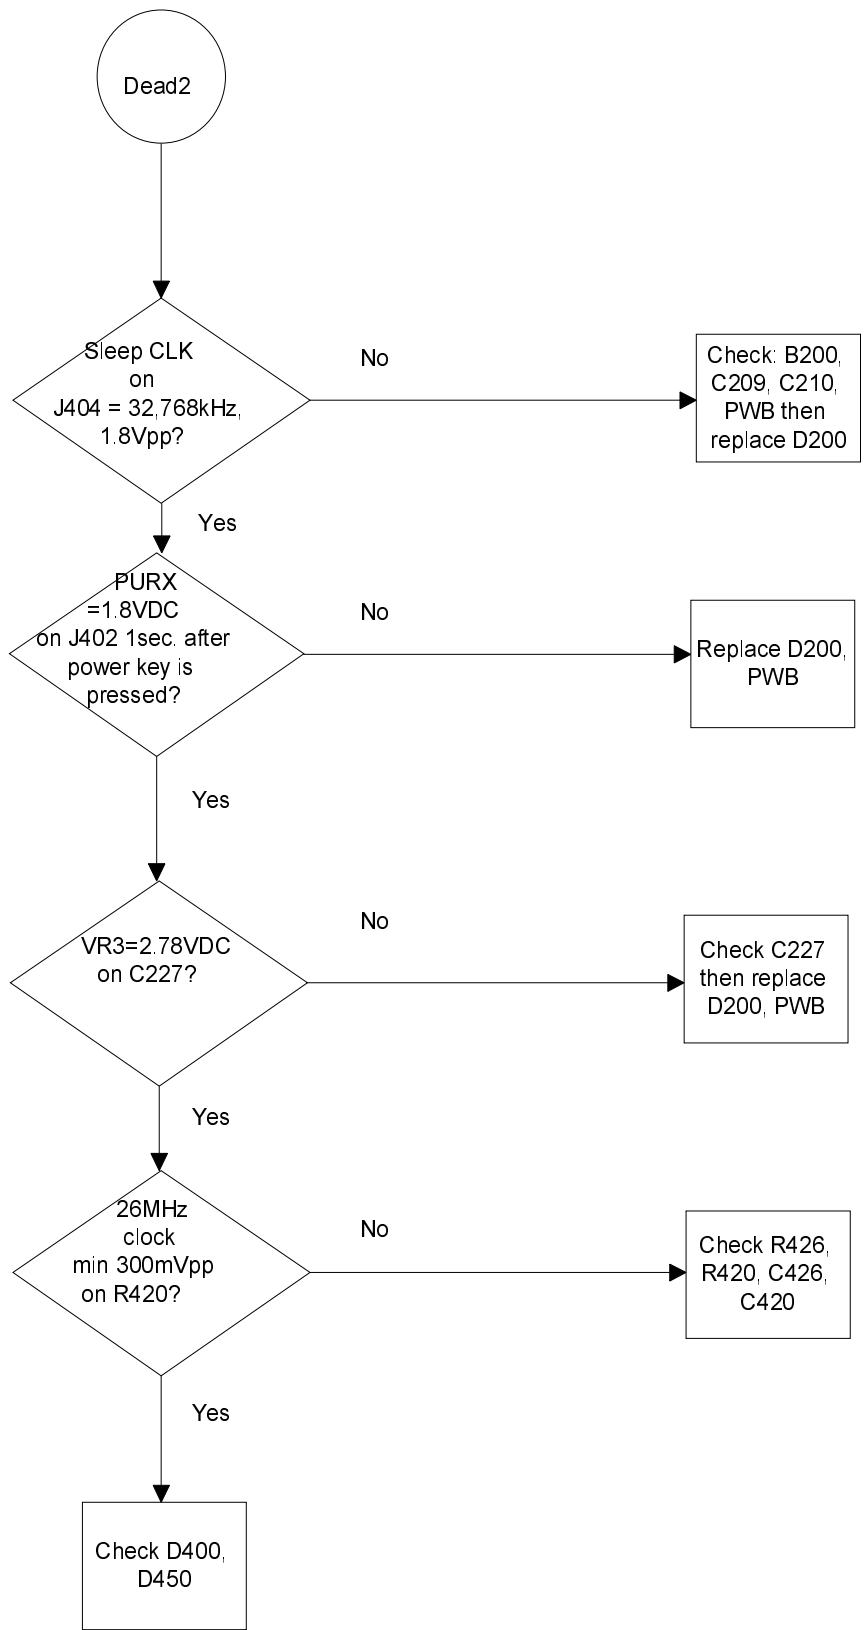 Dead2
Sleep CLK
on
J404 = 32,768kHz,
1.8Vpp?
No
Check: B200,
C209, C210,
PWB then
replace D200
Yes
PURX
=1.8VDC
on J402 1sec. after
power key is
pressed?
No
Replace D200,
PWB
Yes
VR3=2.78VDC
on C227?
No
Check C227
then replace
D200, PWB
Yes
26MHz
clock
min 300mVpp
on R420?
No
Check R426,
R420, C426,
C420
Yes
Check D400,
D450